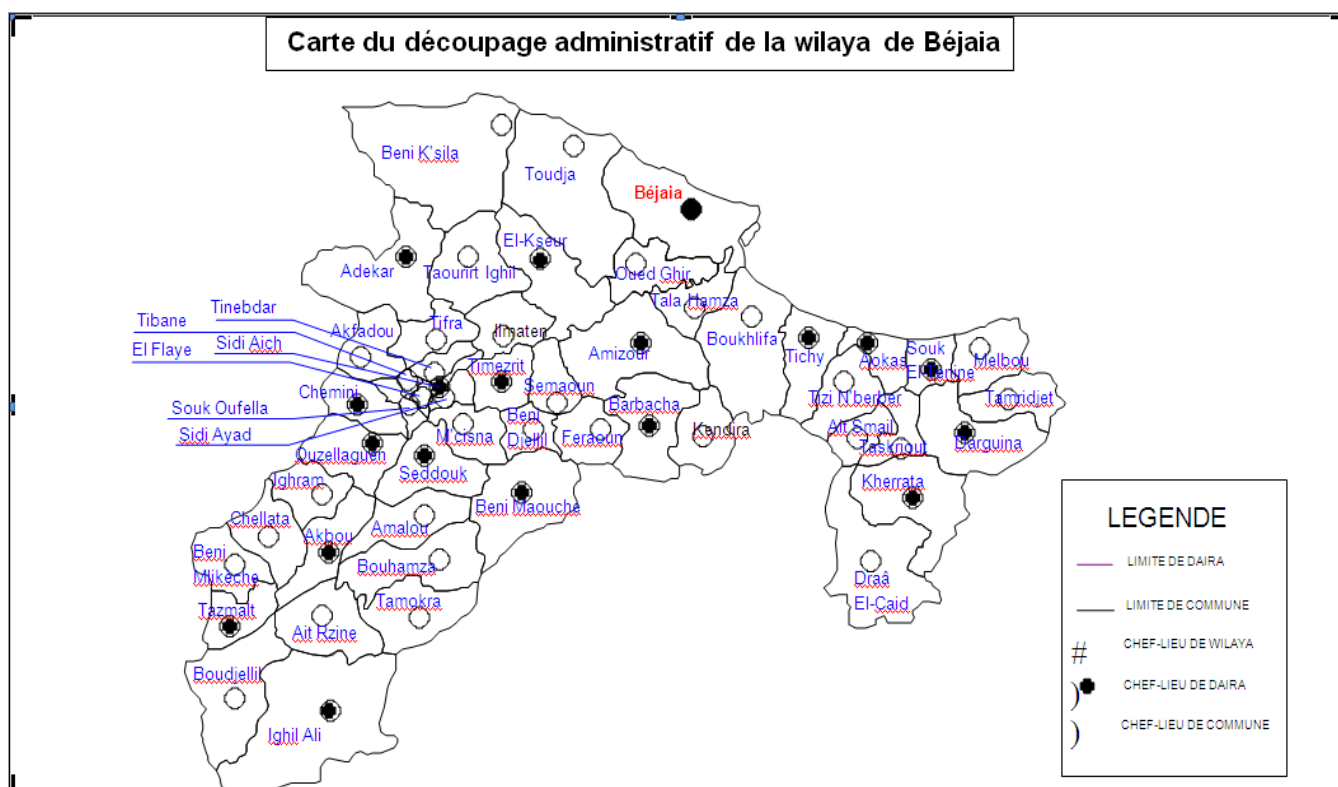 Carte du découpage administratif de la wilaya de Béjaia
Beni K'sila
Toudja
Béjaia
El-Kseur
Adekar
Taourirt Ighil
Oued Ghir
Tinebdar
Tala Hamza
Tibane
Akfadou
Tifra
Ilmaten
Sidi Aich
El Flaye
Amizour
Boukhlifa
Tichy
Aokas
Souk
El Tenine
Melbou
Timezrit
Chemini
Semaoun
Tizi N'berber
Tamridjet
Souk Oufella
Beni
Djellil
Barbacha
Sidi Ayad
M'cisna
Feraoun
Kendira
Ait Smail
Taskriout
Darguina
Ouzellaguen
Seddouk
Ighram
Kherrata
Beni Maouche
Chellata
Akbou
Amalou
Beni
Mlikeche
Bouhamza
Draâ
El-Caid
Tazmalt
Tamokra
Ait Rzine
Boudjellil
Ighil Ali
LEGENDE
LIMITE DE DAIRA
LIMITE DE COMMUNE
# CHEF-LIEU DE WILAYA
) CHEF-LIEU DE DAIRA
) CHEF-LIEU DE COMMUNE